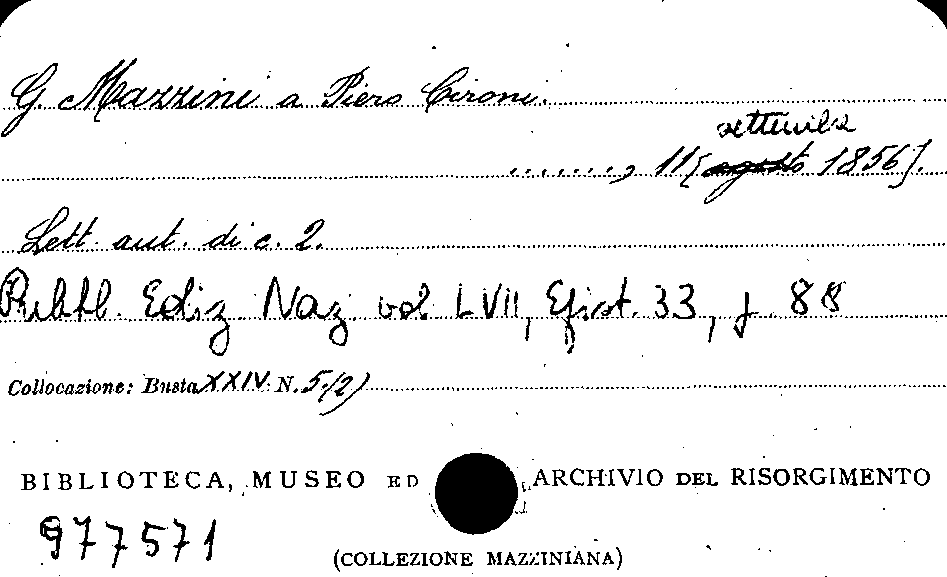 G. Mazzini a Piero Cironi.
settembre
........, 11 [agosto 1856].
Lett. aut. di c. 2.
Pubbl. Ediz Naz. vol LVII, Epist. 33, p. 88
Collocazione: Busta XXIV N. 5/(2)
BIBLIOTECA, MUSEO ED ARCHIVIO DEL RISORGIMENTO
977571
(COLLEZIONE MAZZINIANA)